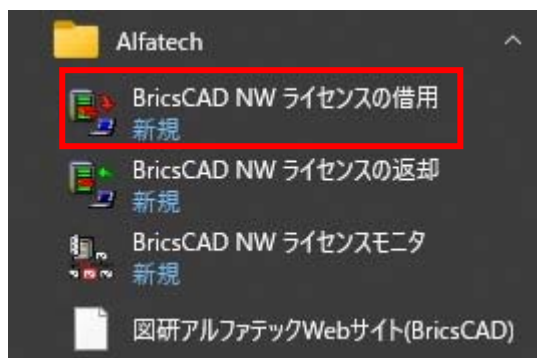 Alfatech
BricsCAD NW ライセンスの借用
新規
BricsCAD NW ライセンスの返却
新規
BricsCAD NW ライセンスモニタ
新規
図研アルファテックWebサイト(BricsCAD)